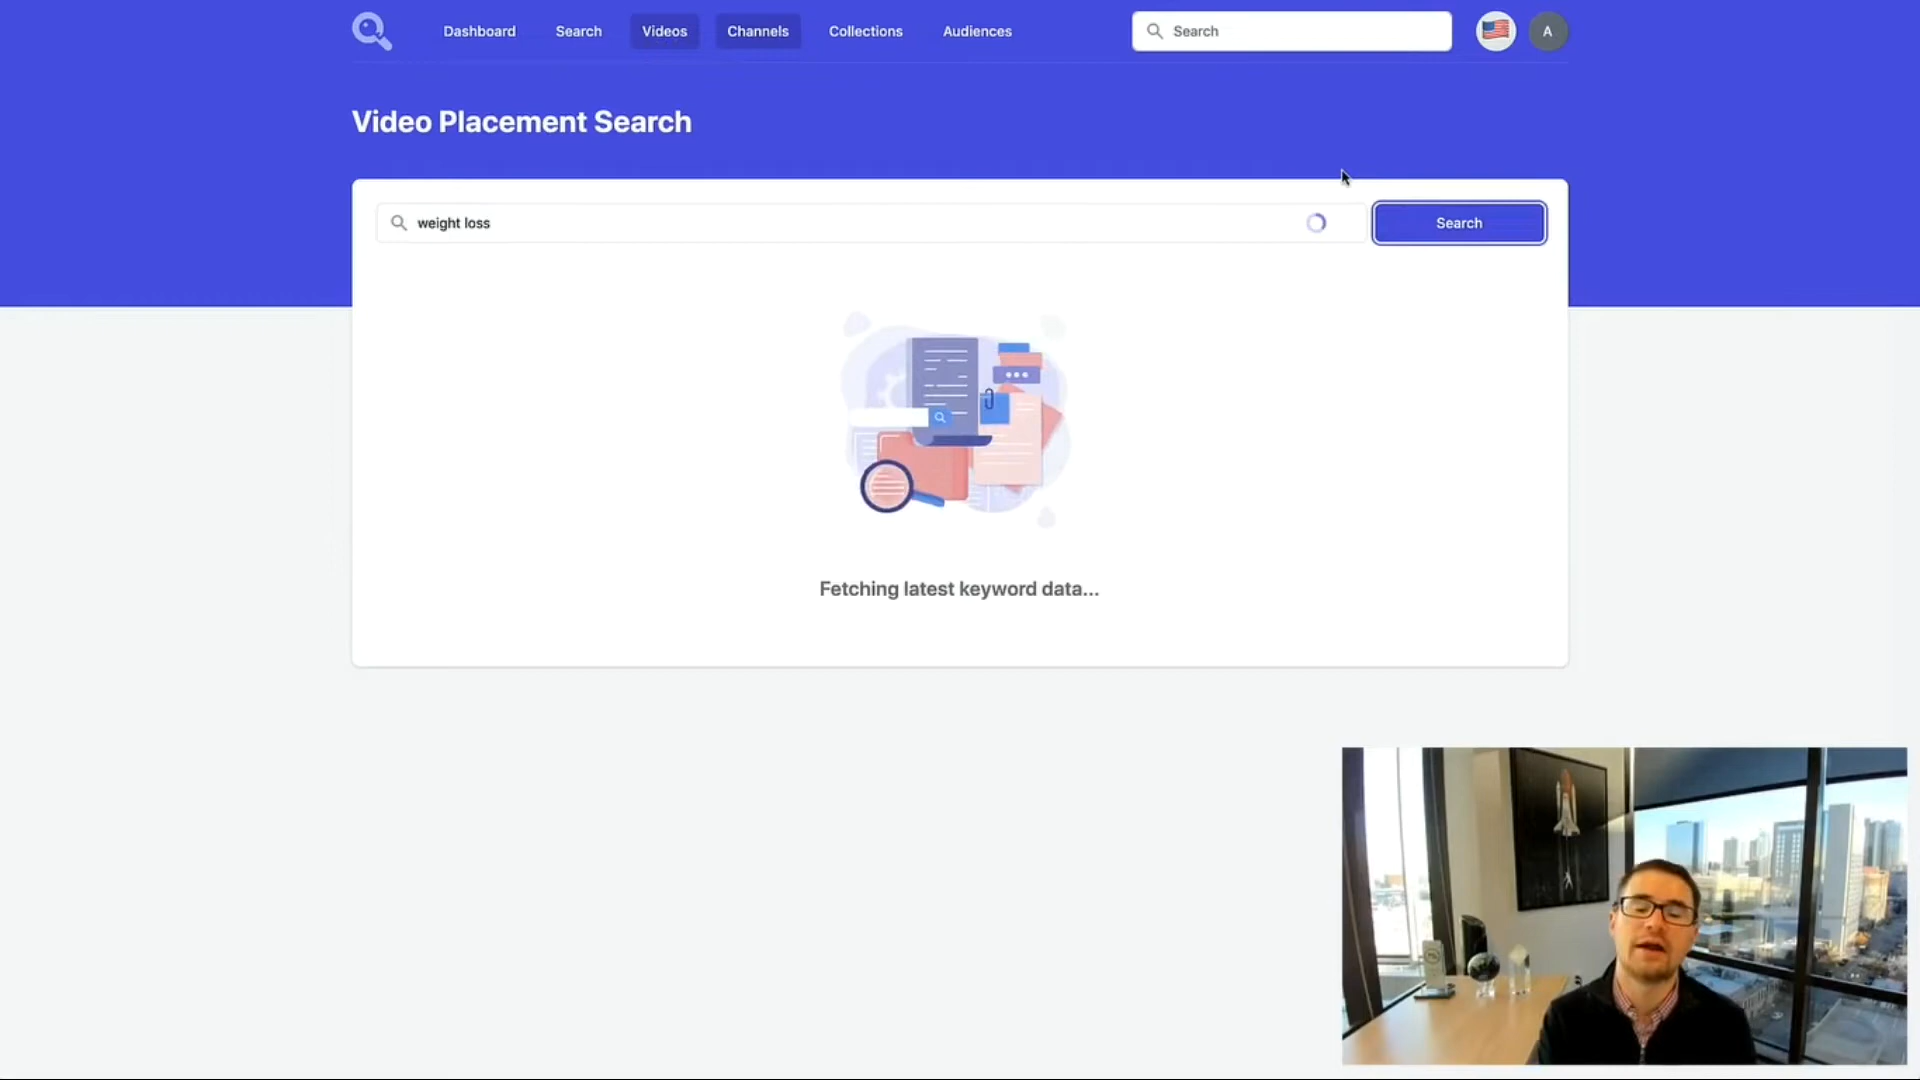 Dashboard Search Videos Channels Collections Audiences Search A
Video Placement Search
weight loss Search
Fetching latest keyword data...